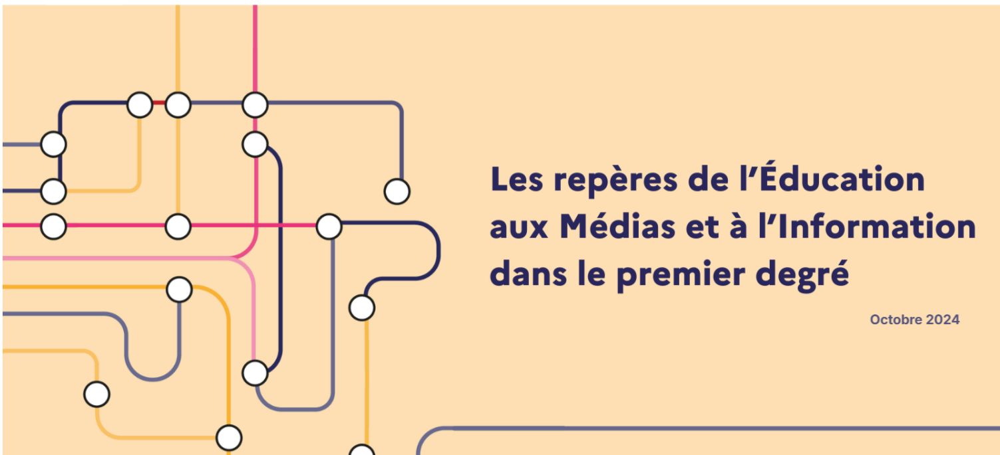 Les repères de l’Éducation
aux Médias et à l’Information
dans le premier degré
Octobre 2024